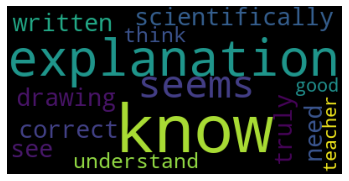 written scientifically
think
explanation
seems good
drawing
know
correct
see
understand
truly
need
teacher